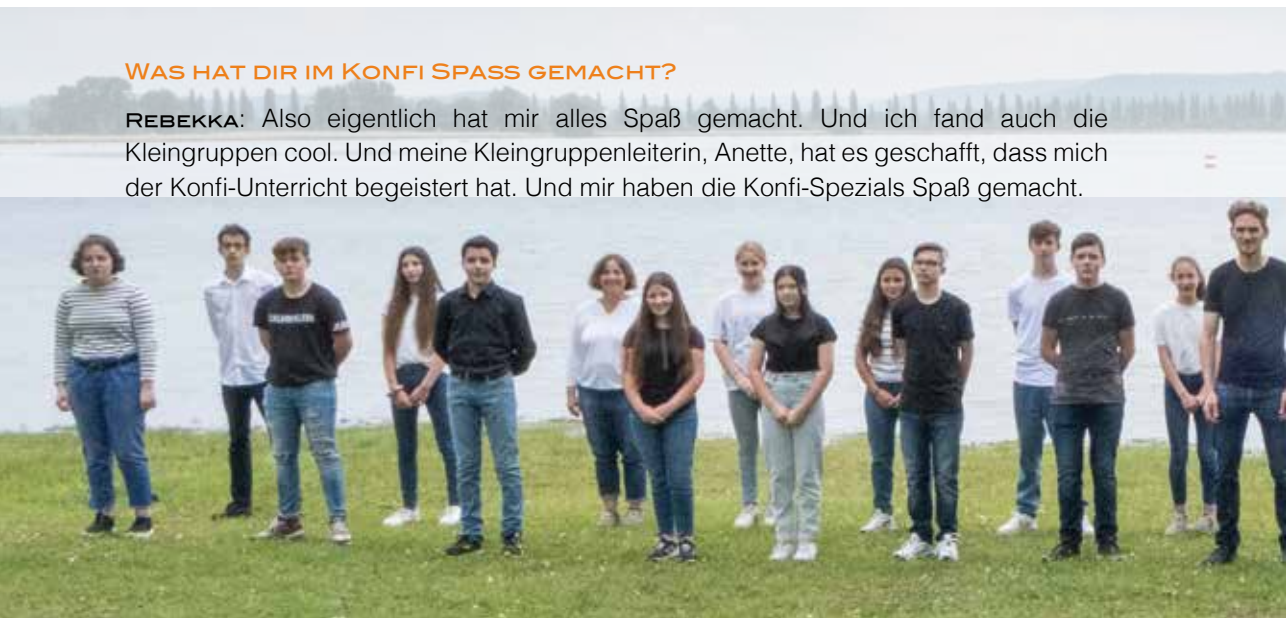 WAS HAT DIR IM KONFI SPASS GEMACHT?
REBEKKA: Also eigentlich hat mir alles Spaß gemacht. Und ich fand auch die
Kleingruppen cool. Und meine Kleingruppenleiterin, Anette, hat es geschafft, dass mich
der Konfi-Unterricht begeistert hat. Und mir haben die Konfi-Spezials Spaß gemacht.